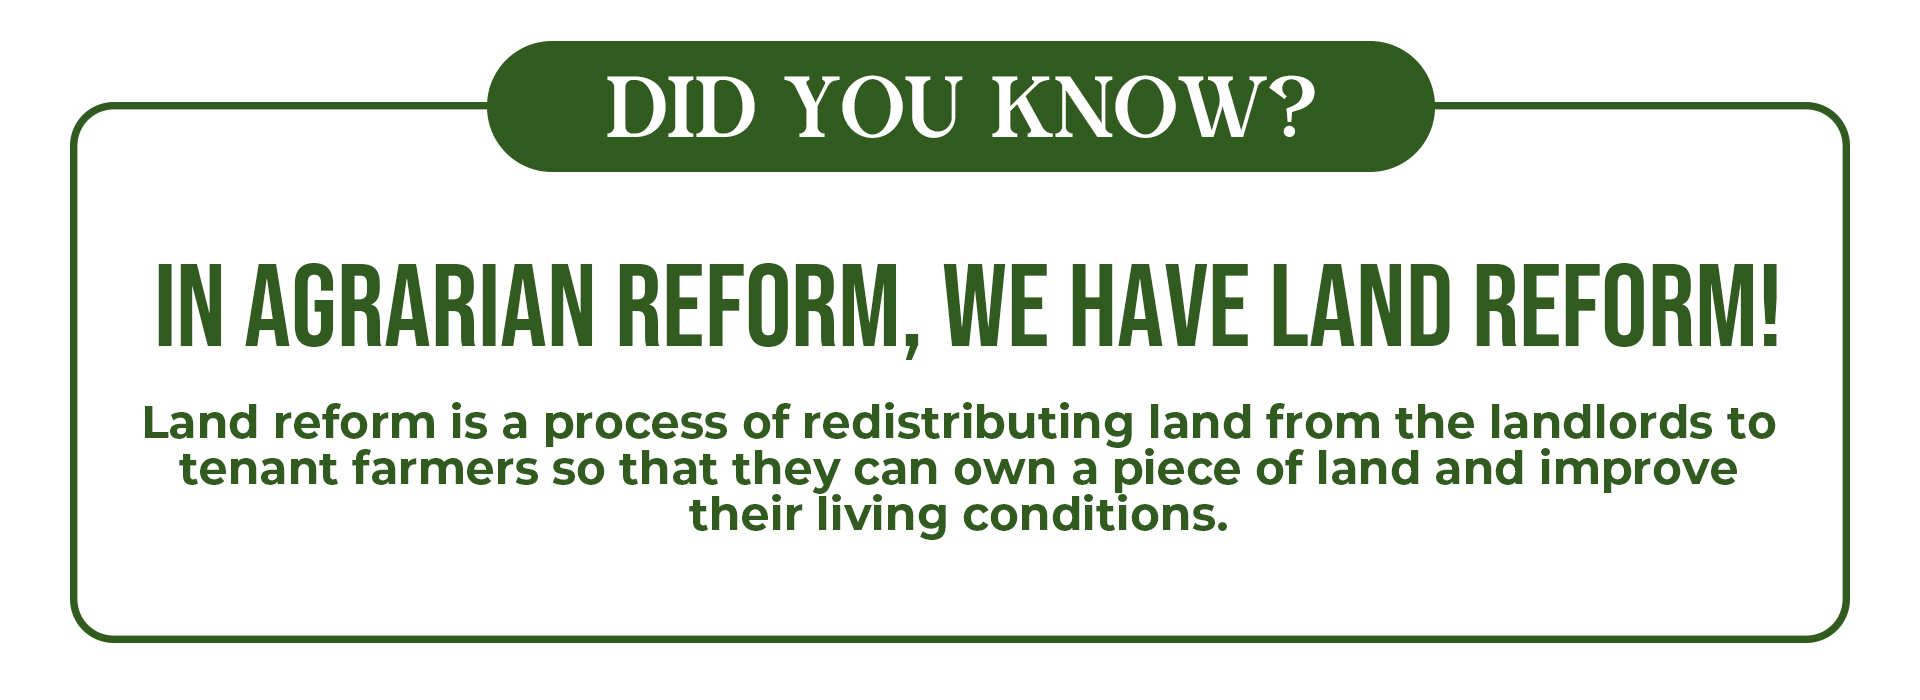 DID YOU KNOW?
IN AGRARIAN REFORM, WE HAVE LAND REFORM!
Land reform is a process of redistributing land from the landlords to
tenant farmers so that they can own a piece of land and improve
their living conditions.